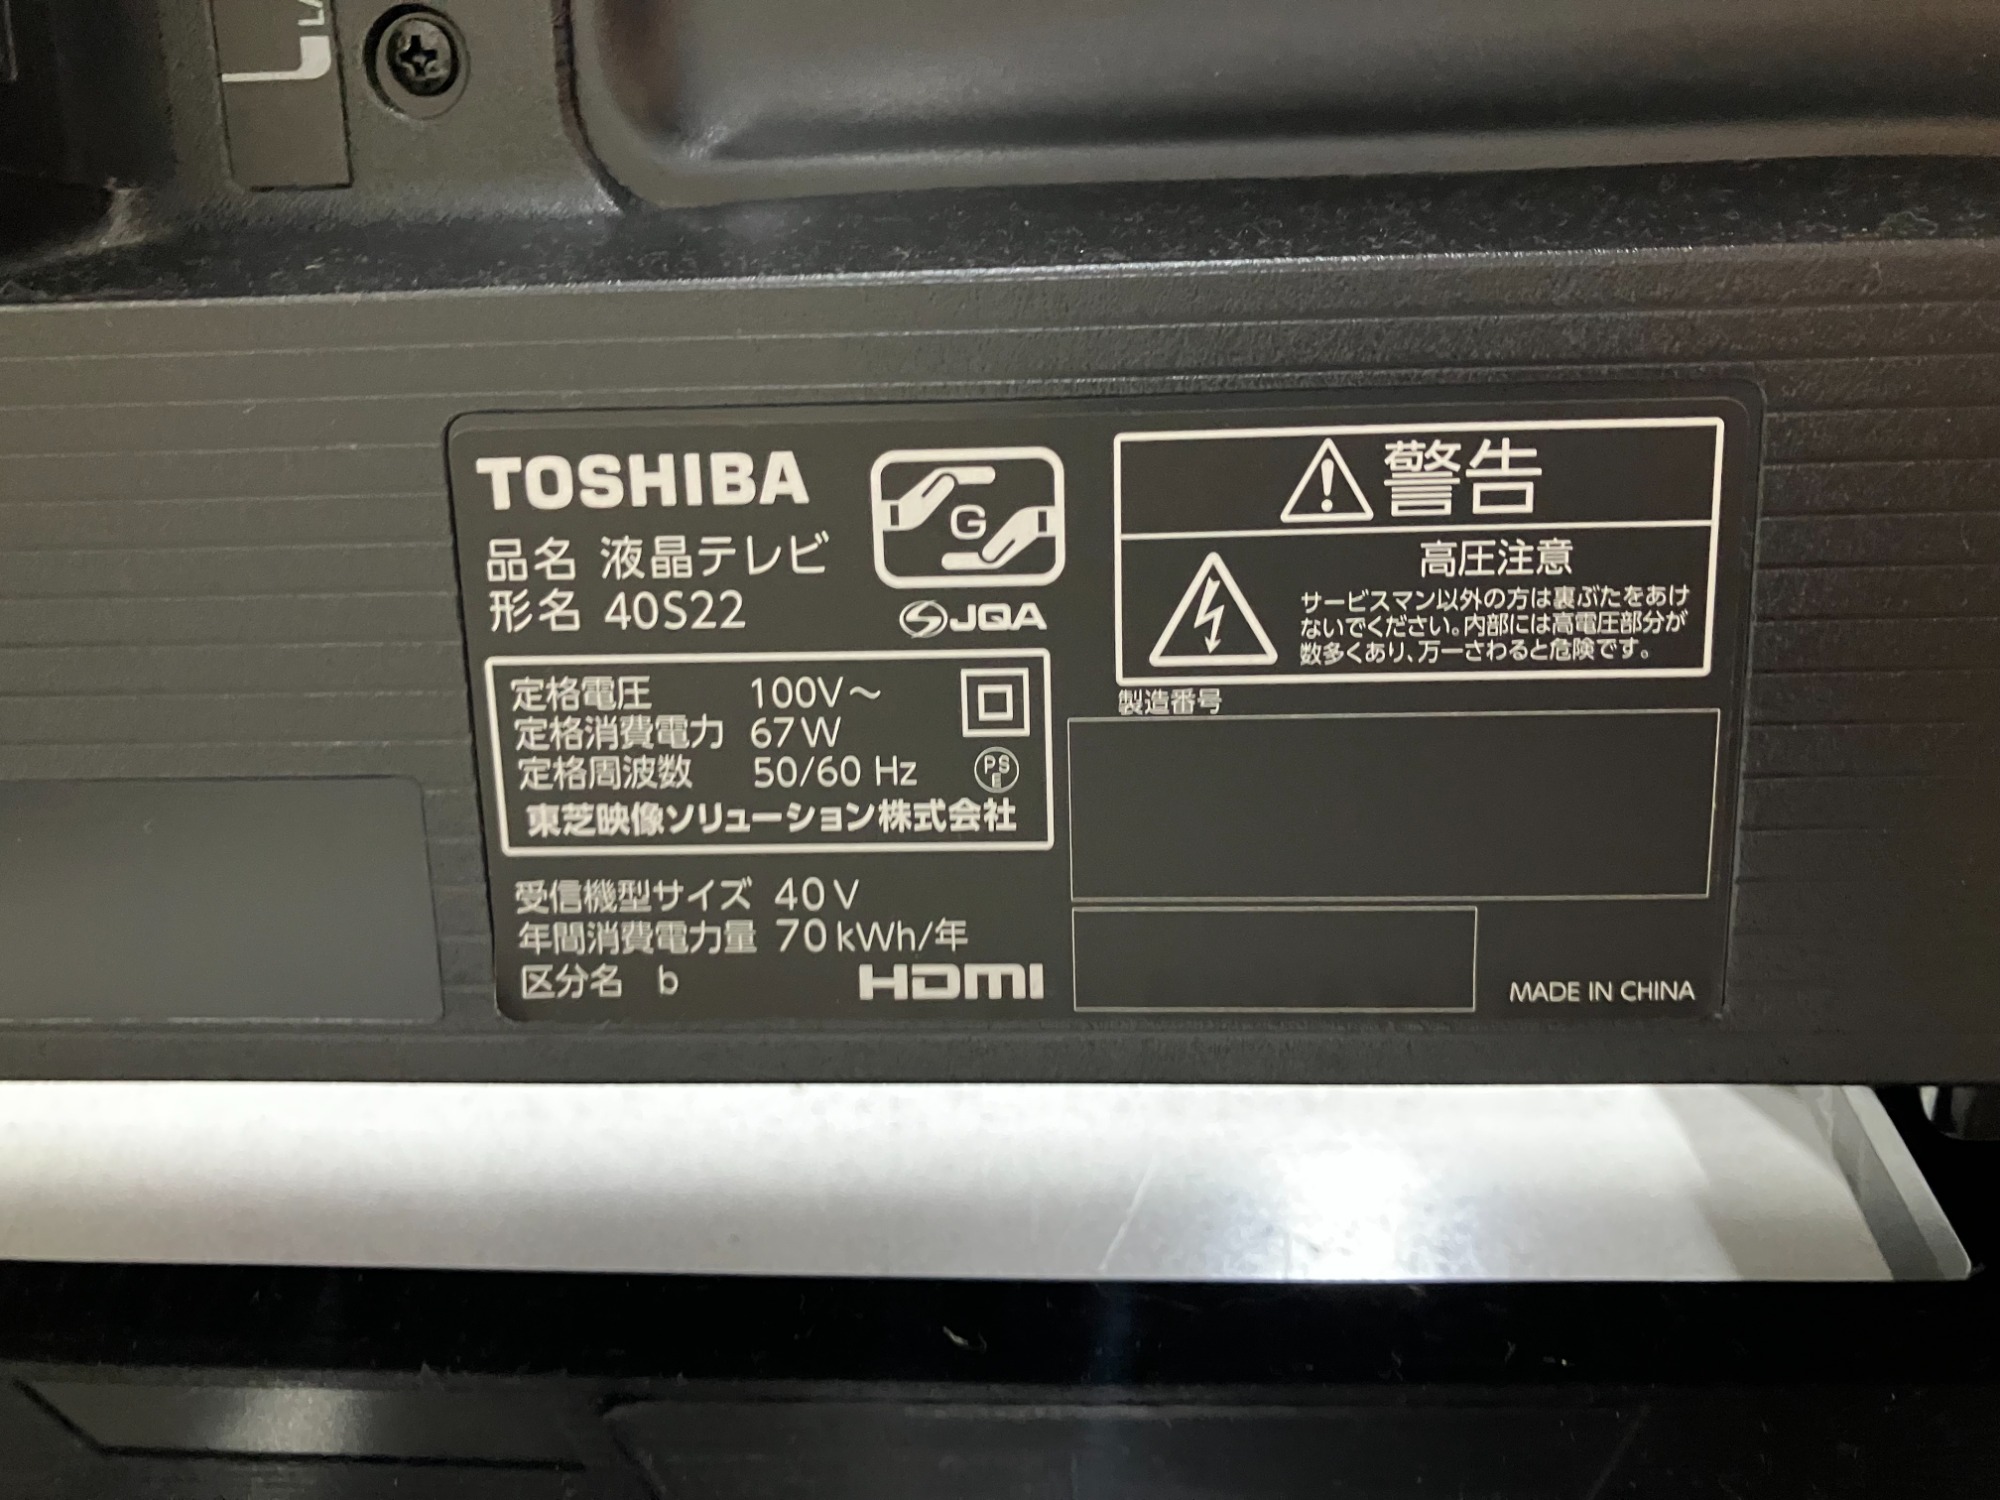 TOSHIBA
品名 液晶テレビ
形名 40S22
G
JQA
定格電圧 100V～
定格消費電力 67W
定格周波数 50/60 Hz
PS
E
東芝映像ソリューション株式会社
受信機型サイズ 40V
年間消費電力量 70kWh/年
区分名 b
HDMI
警告
高圧注意
サービスマン以外の方は裏ぶたをあけ
ないでください。内部には高電圧部分が
数多くあり、万一さわると危険です。
製造番号
MADE IN CHINA